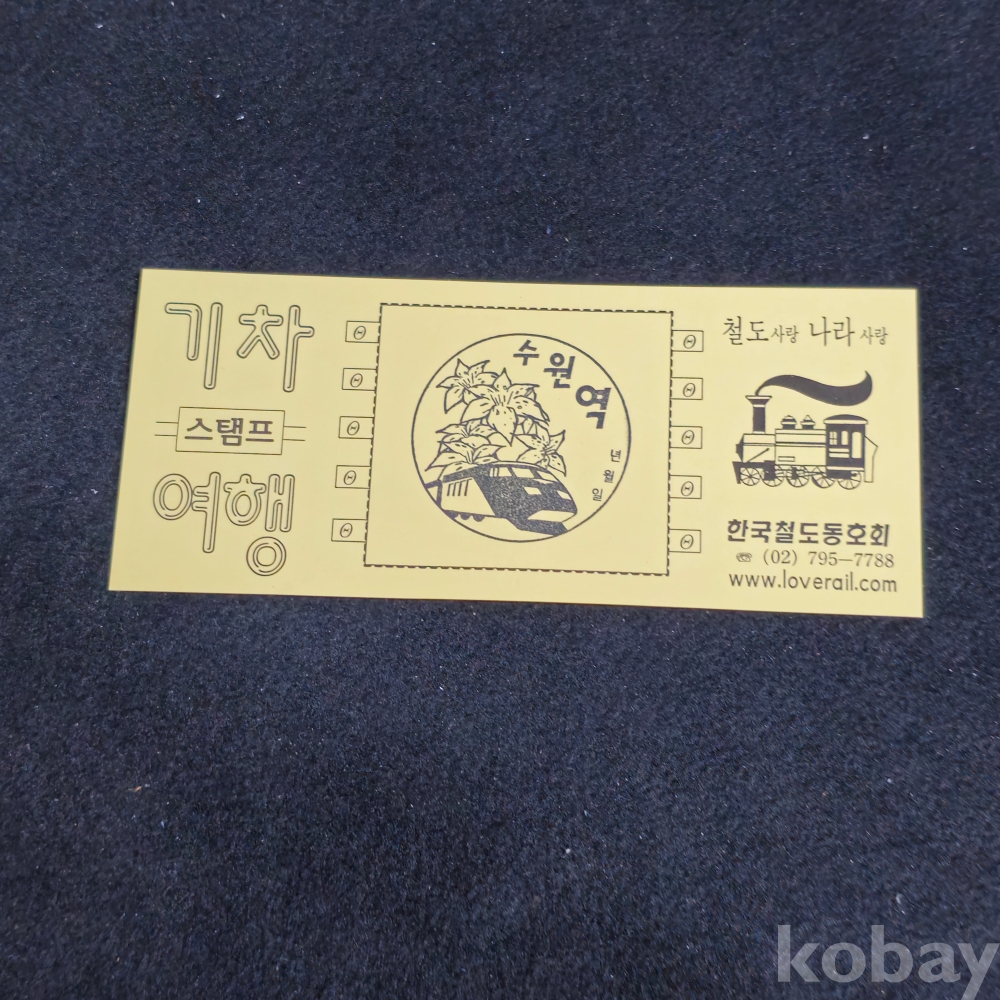 기차
스탬프
여행
수원역
년
월
일
철도사랑 나라사랑
한국철도동호회
☏ (02) 795-7788
www.loverail.com
kobay